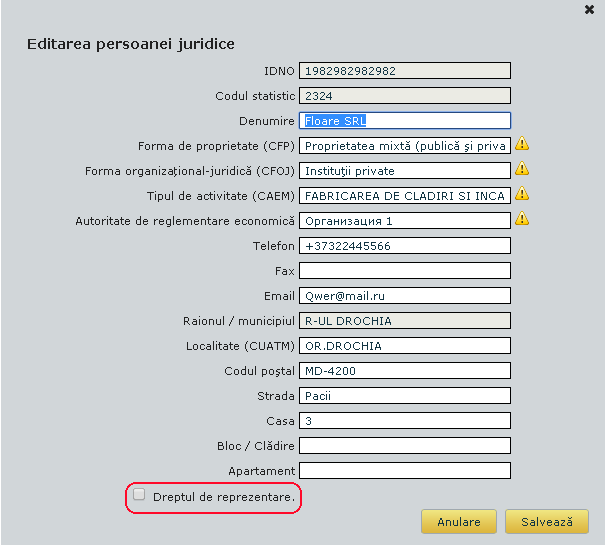 Editarea persoanei juridice
IDNO 1982982982982
Codul statistic 2324
Denumire Floare SRL
Forma de proprietate (CFP) Proprietatea mixtă (publică şi priva
Forma organizaţional-juridică (CFOJ) Instituţii private
Tipul de activitate (CAEM) FABRICAREA DE CLADIRI SI INCA
Autoritate de reglementare economică Организация 1
Telefon +37322445566
Fax
Email Qwer@mail.ru
Raionul / municipiul R-UL DROCHIA
Localitate (CUATM) OR.DROCHIA
Codul poştal MD-4200
Strada Pacii
Casa 3
Bloc / Clădire
Apartament
Dreptul de reprezentare.
Anulare Salvează